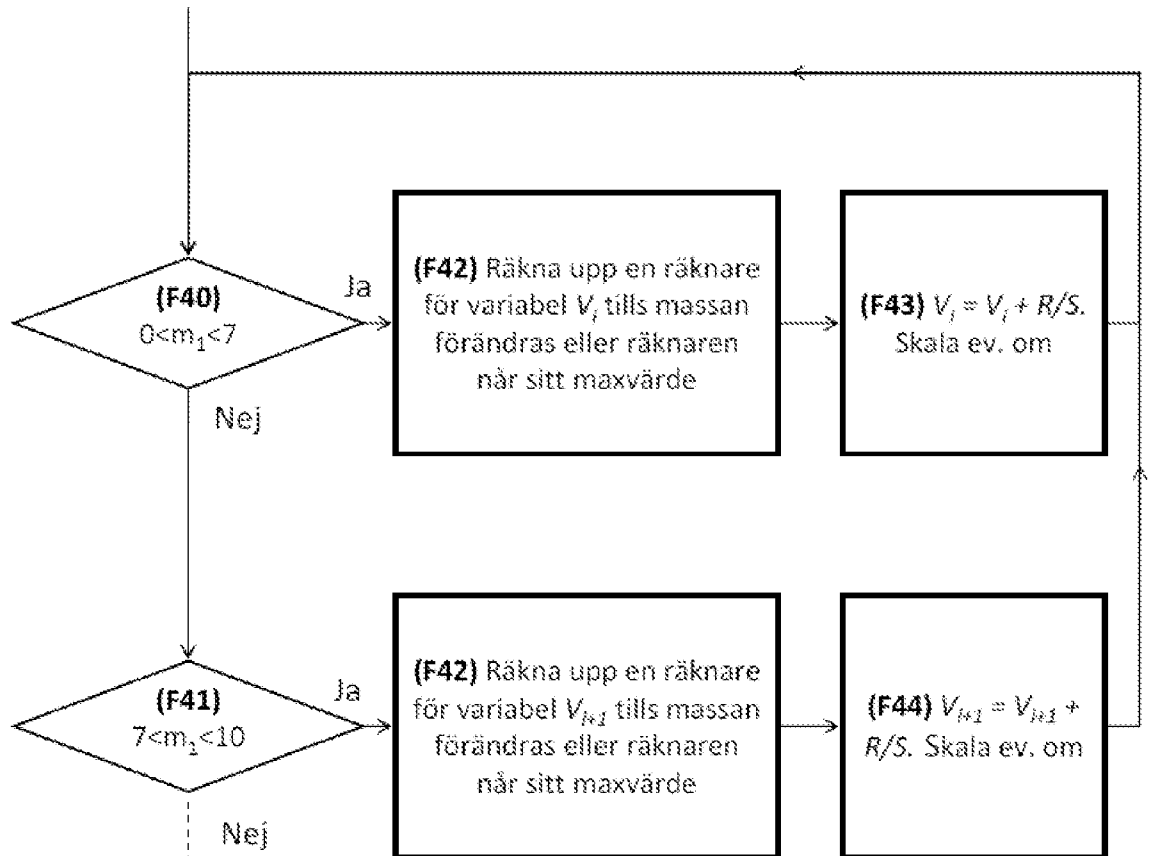 (F40)
0<m₁<7
Ja
(F42) Räkna upp en räknare
för variabel Vᵢ tills massan
förändras eller räknaren
når sitt maxvärde
(F43) Vᵢ = Vᵢ + R/S.
Skala ev. om
Nej
(F41)
7<m₁<10
Ja
(F42) Räkna upp en räknare
för variabel Vᵢ₊₁ tills massan
förändras eller räknaren
når sitt maxvärde
(F44) Vᵢ₊₁ = Vᵢ₊₁ +
R/S. Skala ev. om
Nej